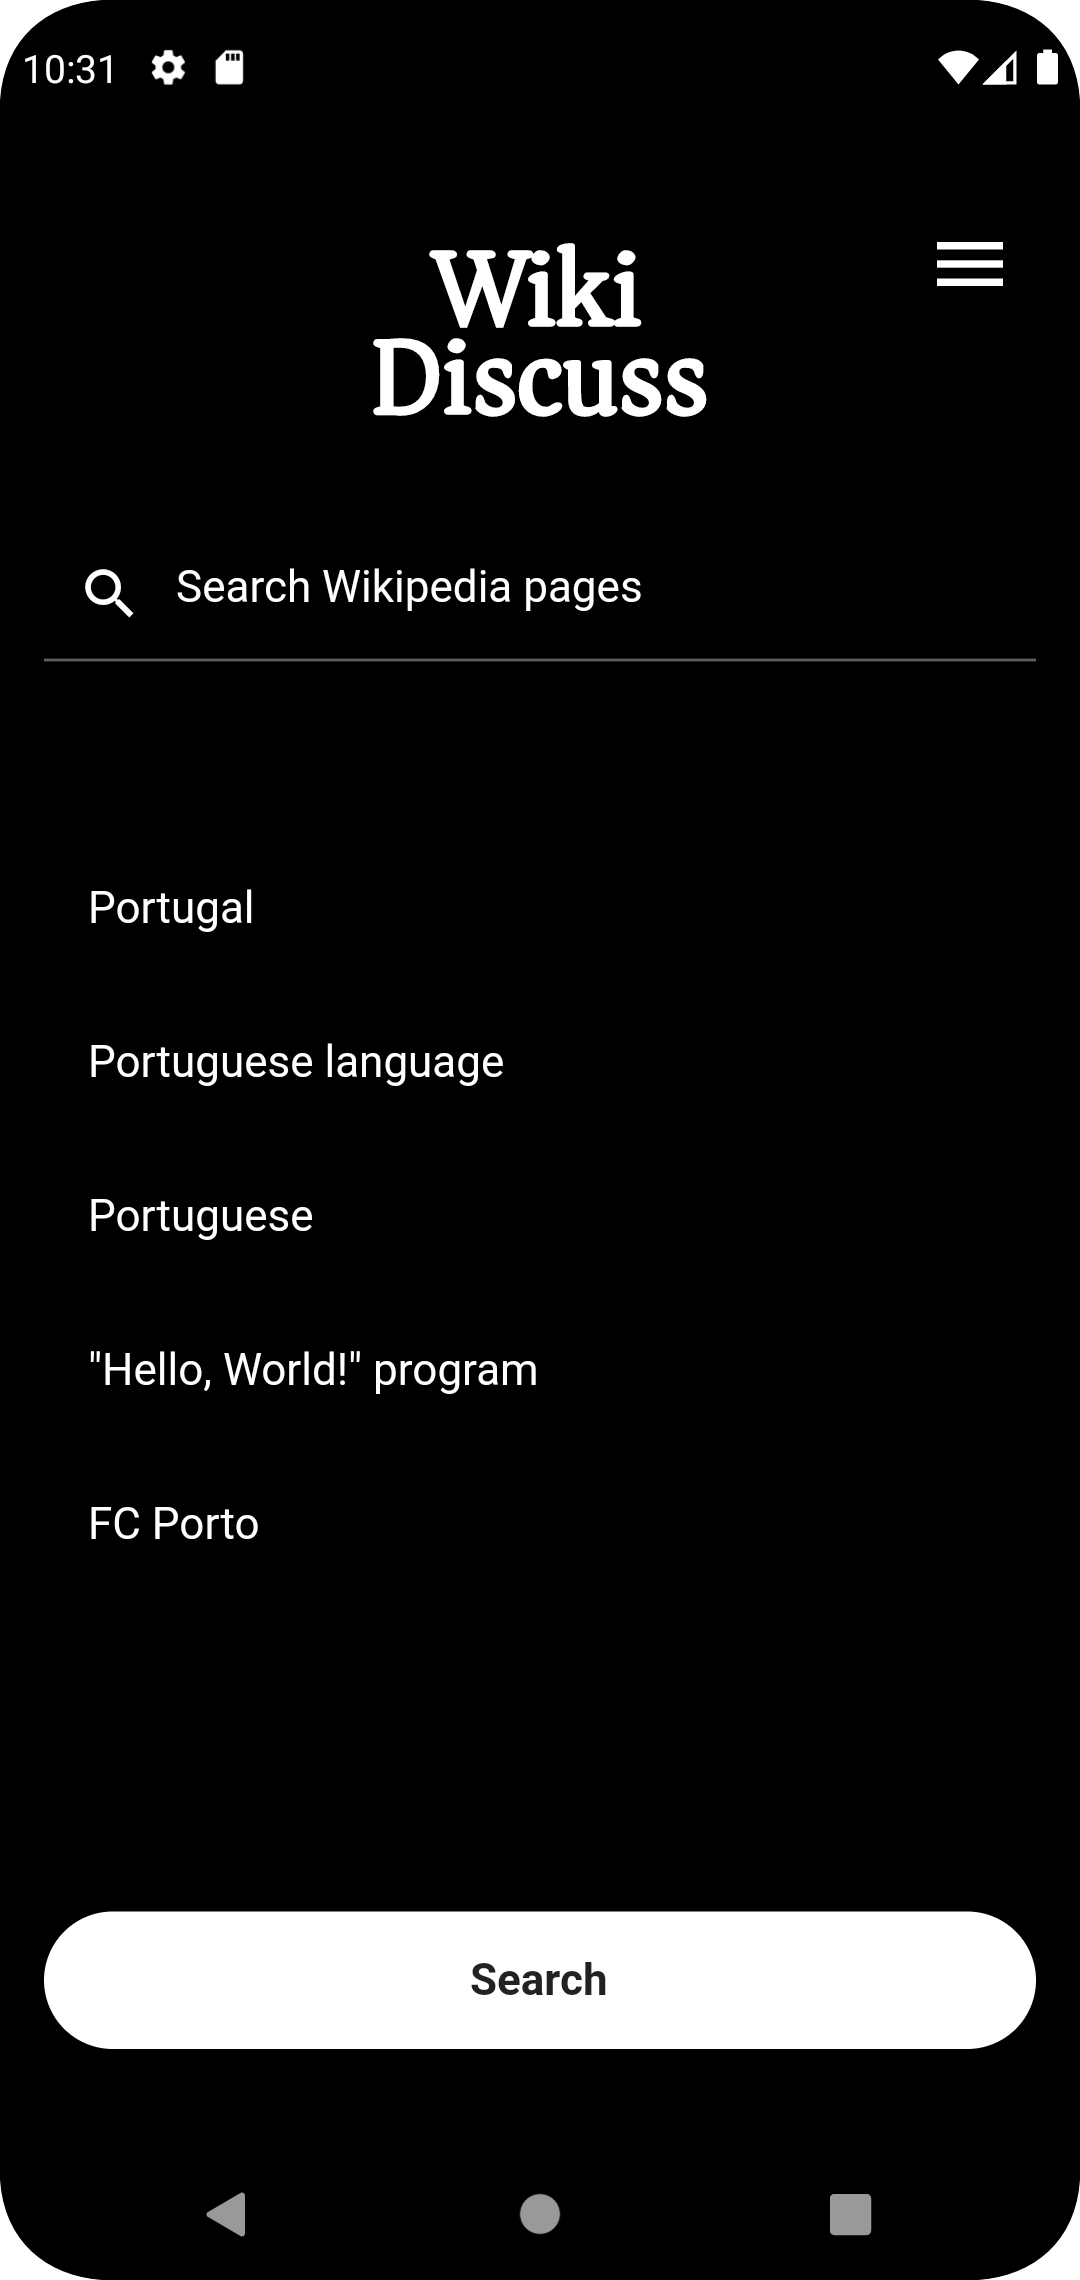 10:31
Wiki
Discuss
Search Wikipedia pages
Portugal
Portuguese language
Portuguese
"Hello, World!" program
FC Porto
Search